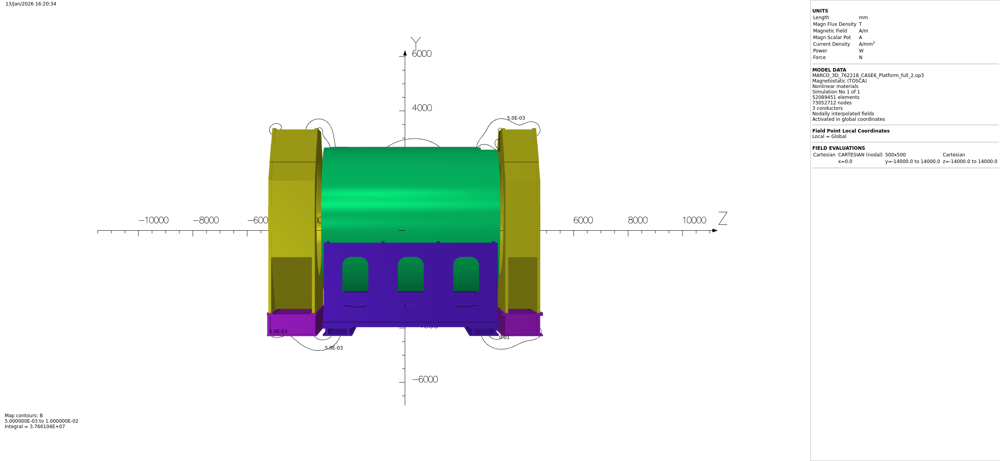 13/Jan/2026 16:20:34
Y
6000
4000
5.0E-03
−10000 −8000 6000 8000 10000 Z
5.0E-03
0.01
5.0E-03
−6000
Map contours: B
5.000000E-03 to 1.000000E-02
Integral = 3.766104E+07
UNITS
Length mm
Magn Flux Density T
Magnetic Field A/m
Magn Scalar Pot A
Current Density A/mm²
Power W
Force N
MODEL DATA
MARCO_3D_762218_CASE6_Platform_full_2.op3
Magnetostatic (TOSCA)
Nonlinear materials
Simulation No 1 of 1
52089451 elements
73052712 nodes
3 conductors
Nodally interpolated fields
Activated in global coordinates
Field Point Local Coordinates
Local = Global
FIELD EVALUATIONS
Cartesian CARTESIAN (nodal) 500x500 Cartesian
x=0.0 y=-14000.0 to 14000.0 z=-14000.0 to 14000.0